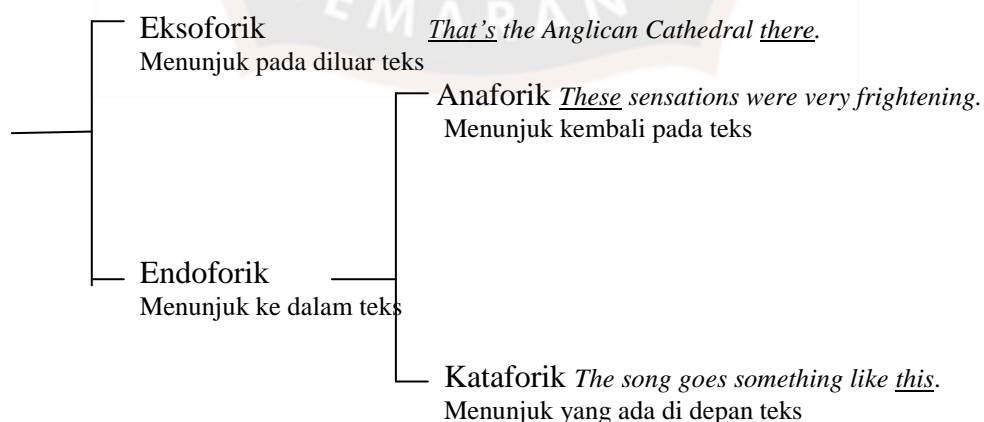 EMARAN
Eksoforik That's the Anglican Cathedral there.
Menunjuk pada diluar teks
Anaforik These sensations were very frightening.
Menunjuk kembali pada teks
Endoforik
Menunjuk ke dalam teks
Kataforik The song goes something like this.
Menunjuk yang ada di depan teks